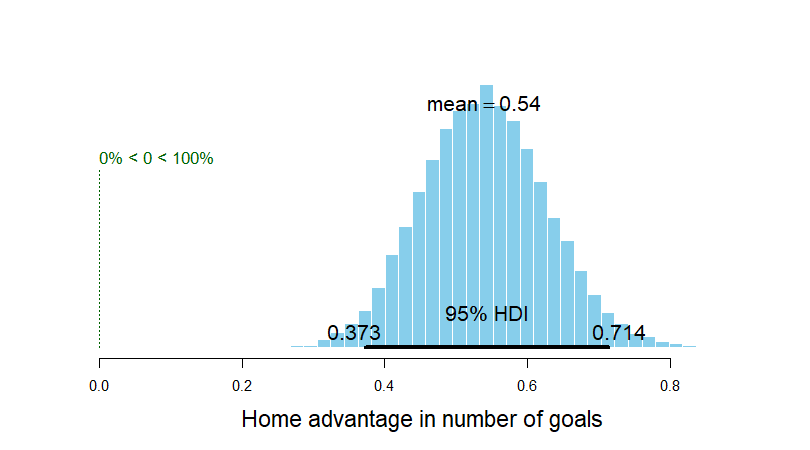 mean = 0.54
0% < 0 < 100%
95% HDI
0.373 0.714
0.0 0.2 0.4 0.6 0.8
Home advantage in number of goals